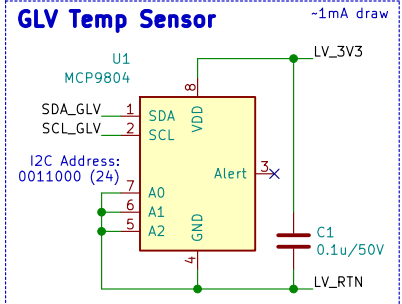 GLV Temp Sensor
~1mA draw
LV_3V3
U1
MCP9804
8
VDD
SDA_GLV 1 SDA
SCL_GLV 2 SCL
I2C Address:
0011000 (24)
Alert 3
7 A0
6 A1
5 A2
GND
4
C1
0.1u/50V
LV_RTN